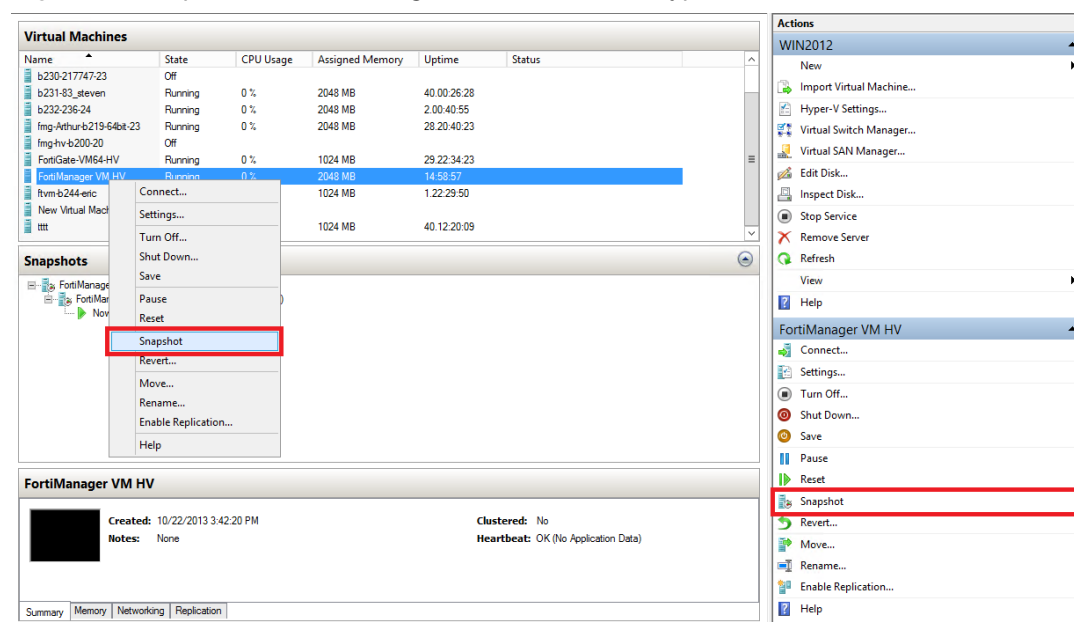 Virtual Machines
Name State CPU Usage Assigned Memory Uptime Status
b230-217747-23 Off
b231-83_steven Running 0 % 2048 MB 40.00:26:28
b232-236-24 Running 0 % 2048 MB 2.00:40:55
fmg-Arthur-b219-64bit-23 Running 0 % 2048 MB 28.20:40:23
fmg-hv-b200-20 Off
FortiGate-VM64-HV Running 0 % 1024 MB 29.22:34:23
FortiManager VM HV Running 0 % 2048 MB 14:58:57
ftvm-b244-eric 1024 MB 1.22:29:50
New Virtual Mach
tttt 1024 MB 40.12:20:09
Connect...
Settings...
Turn Off...
Shut Down...
Save
Pause
Reset
Snapshot
Revert...
Move...
Rename...
Enable Replication...
Help
Snapshots
FortiManage
FortiMan )
Now
FortiManager VM HV
Created: 10/22/2013 3:42:20 PM Clustered: No
Notes: None Heartbeat: OK (No Application Data)
Summary Memory Networking Replication
Actions
WIN2012
New
Import Virtual Machine...
Hyper-V Settings...
Virtual Switch Manager...
Virtual SAN Manager...
Edit Disk...
Inspect Disk...
Stop Service
Remove Server
Refresh
View
Help
FortiManager VM HV
Connect...
Settings...
Turn Off...
Shut Down...
Save
Pause
Reset
Snapshot
Revert...
Move...
Rename...
Enable Replication...
Help